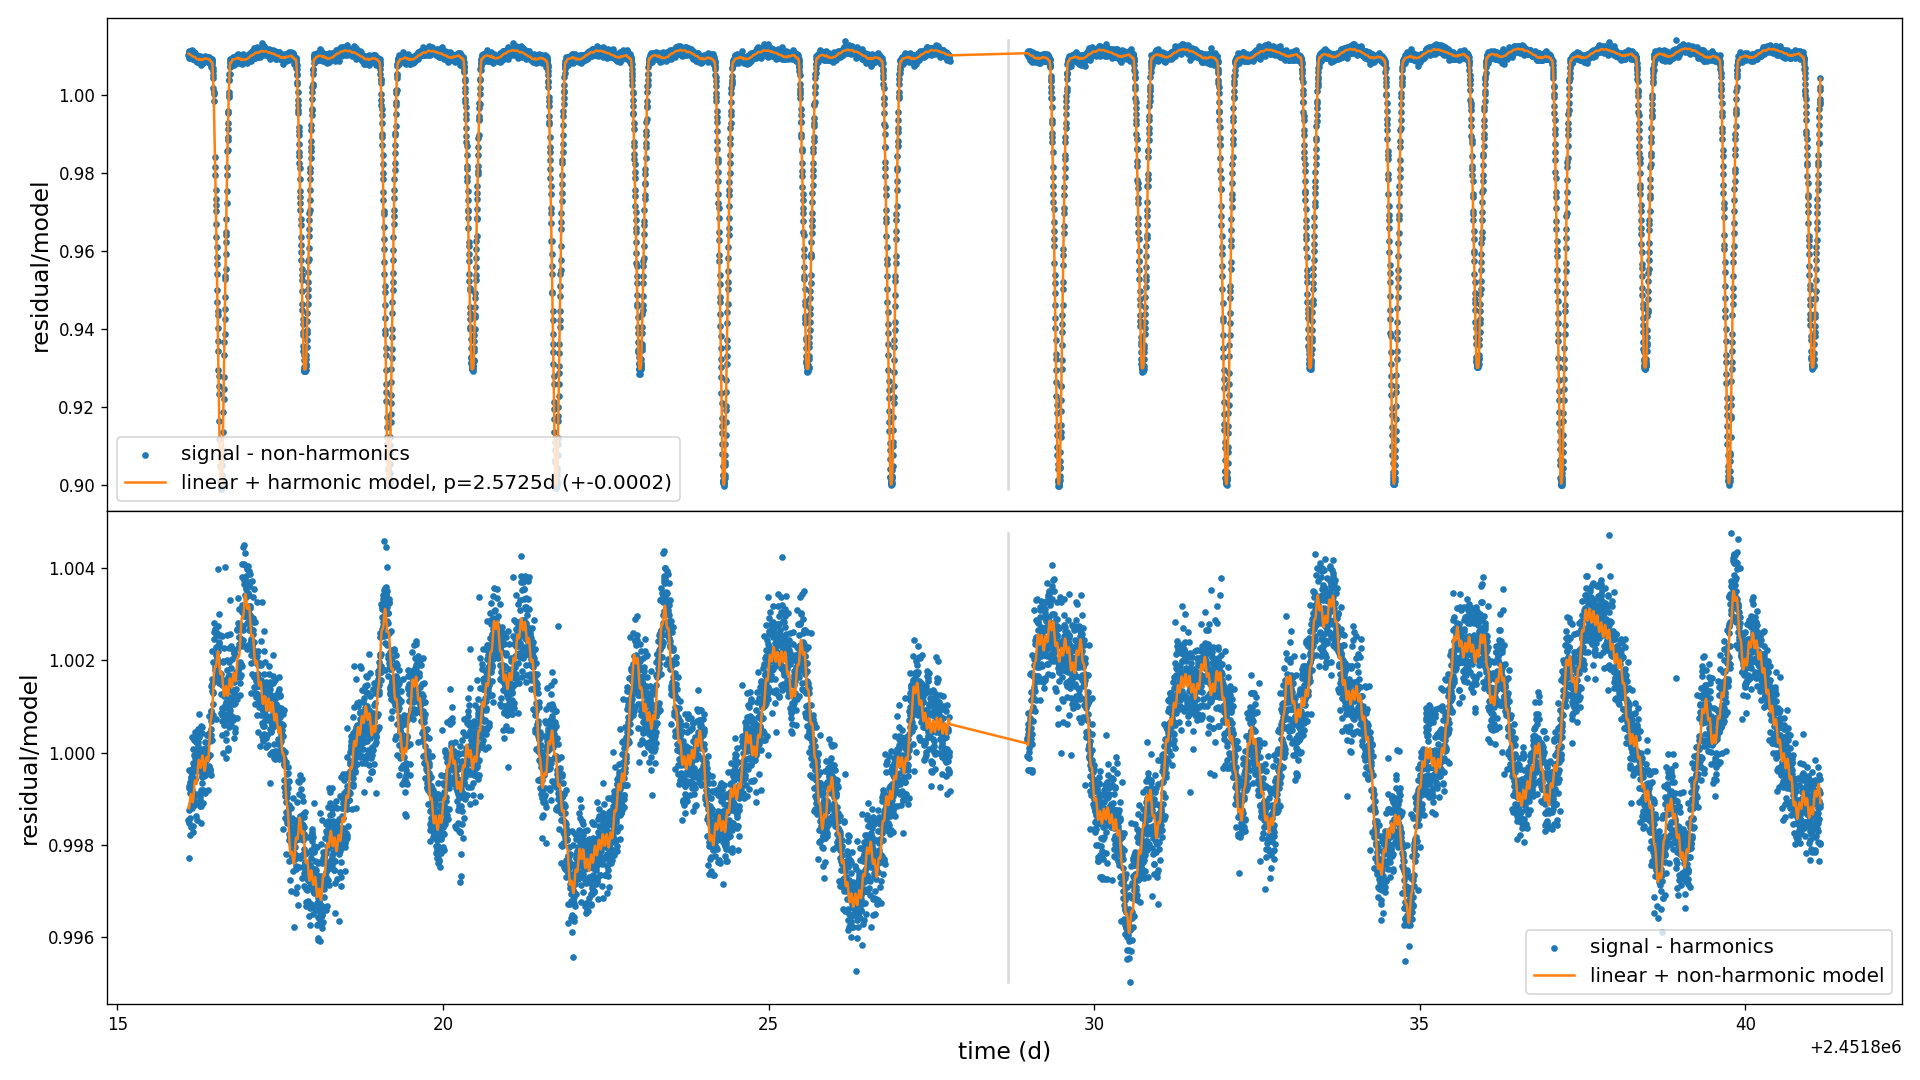 residual/model
1.00
0.98
0.96
0.94
0.92
0.90
signal - non-harmonics
linear + harmonic model, p=2.5725d (+-0.0002)
residual/model
1.004
1.002
1.000
0.998
0.996
signal - harmonics
linear + non-harmonic model
15 20 25 30 35 40
time (d)
+2.4518e6